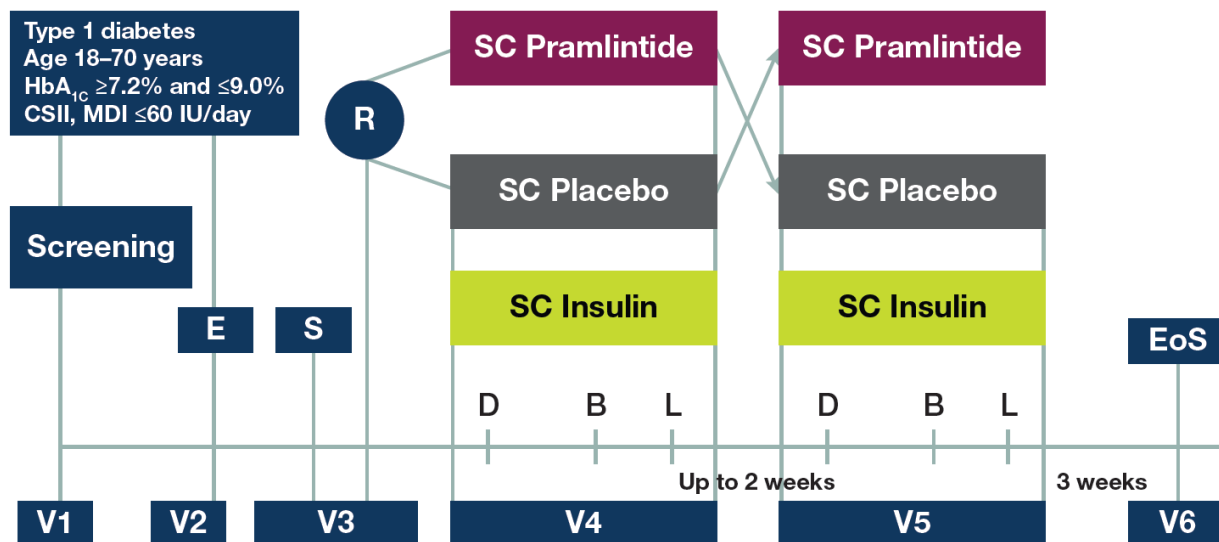 Type 1 diabetes
Age 18–70 years
HbA1C ≥7.2% and ≤9.0%
CSII, MDI ≤60 IU/day
R
SC Pramlintide
SC Pramlintide
SC Placebo
SC Placebo
Screening
SC Insulin
SC Insulin
E
S
EoS
D
B
L
D
B
L
Up to 2 weeks
3 weeks
V1
V2
V3
V4
V5
V6